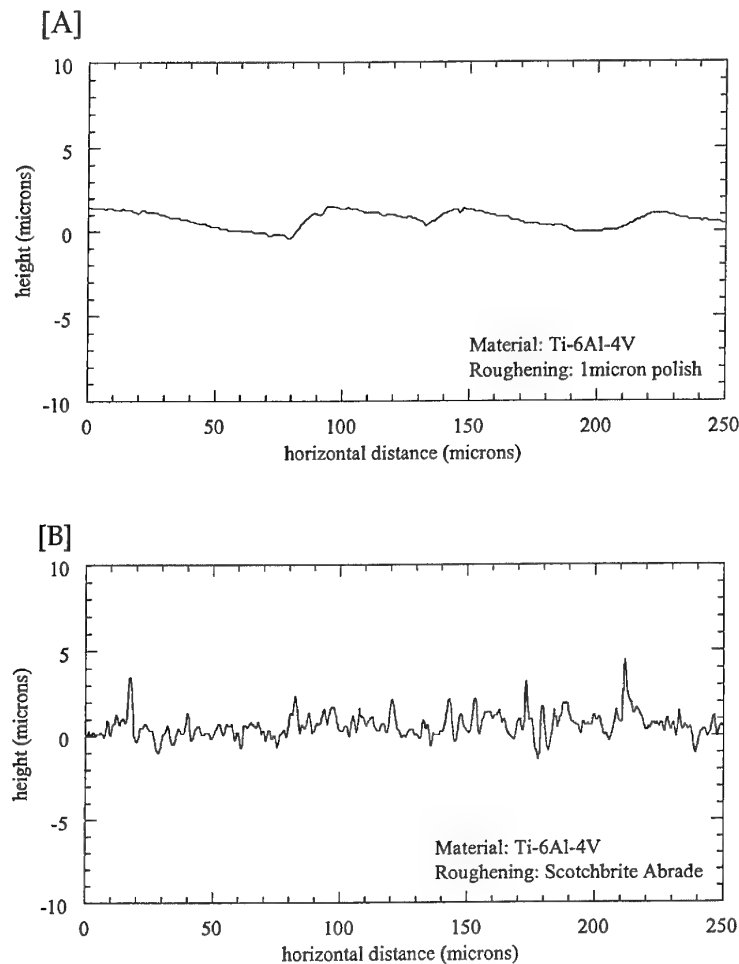 [A]
10
5
0
-5
-10
height (microns)
Material: Ti-6Al-4V
Roughening: 1micron polish
0 50 100 150 200 250
horizontal distance (microns)
[B]
10
5
0
-5
-10
height (microns)
Material: Ti-6Al-4V
Roughening: Scotchbrite Abrade
0 50 100 150 200 250
horizontal distance (microns)